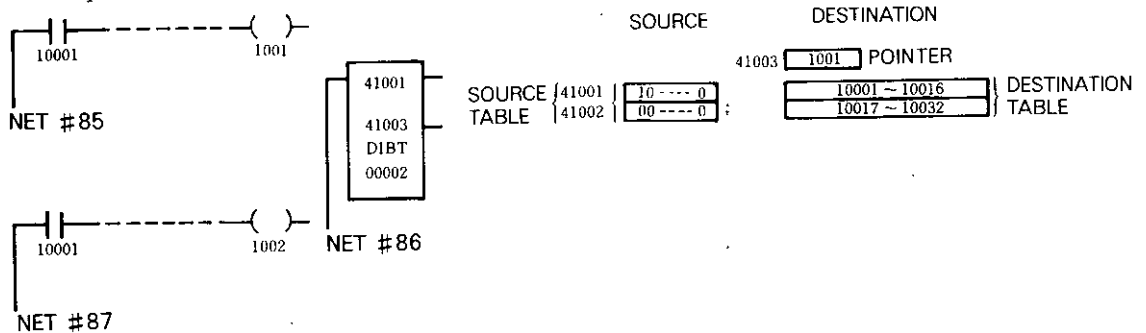 10001
1001
NET #85
10001
1002
NET #87
41001
41003
DIBT
00002
NET #86
SOURCE
DESTINATION
41003 1001 POINTER
SOURCE TABLE
41001 10 ---- 0
41002 00 ---- 0 :
10001 ~ 10016
10017 ~ 10032
DESTINATION TABLE